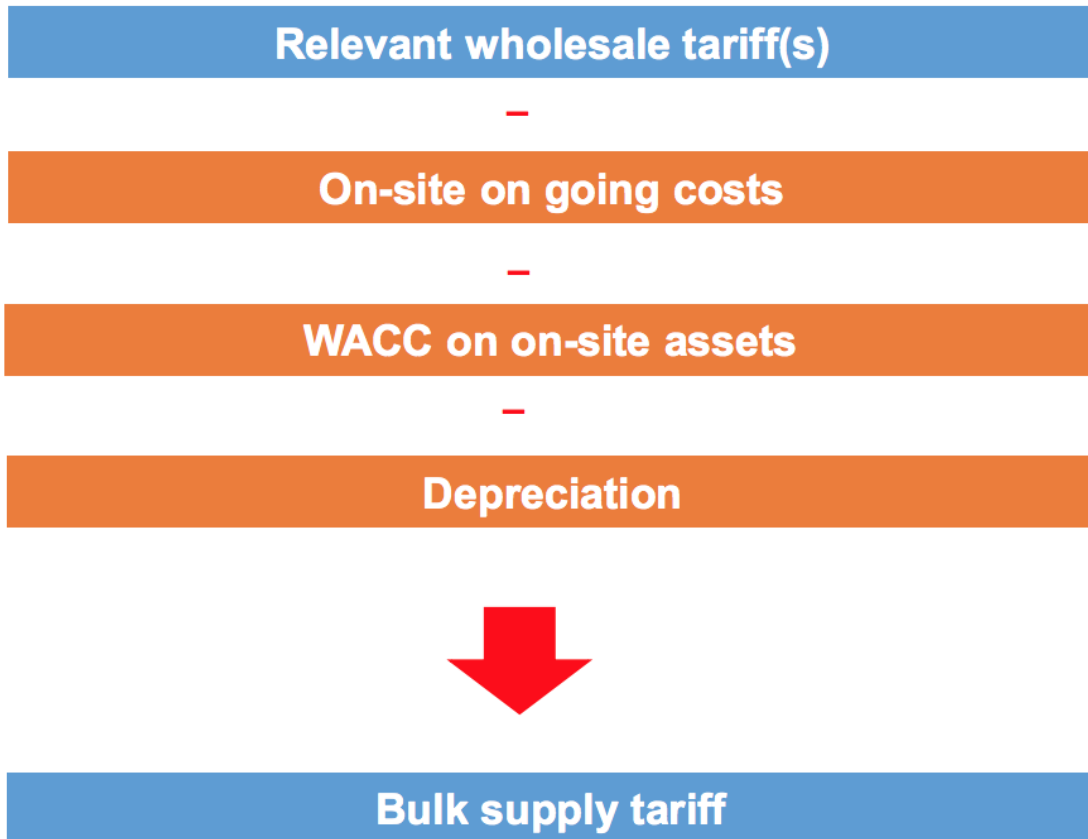 Relevant wholesale tariff(s)
–
On-site on going costs
–
WACC on on-site assets
–
Depreciation
Bulk supply tariff